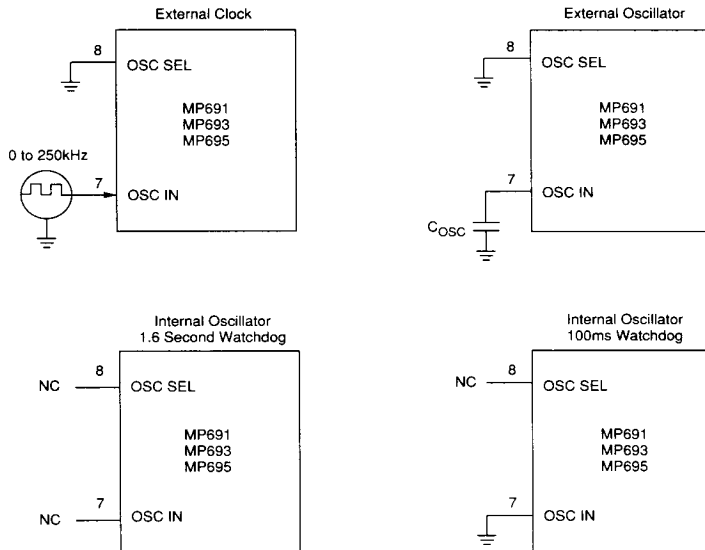 External Clock
8
OSC SEL
MP691
MP693
MP695
0 to 250kHz
7
OSC IN
External Oscillator
8
OSC SEL
MP691
MP693
MP695
7
OSC IN
COSC
Internal Oscillator
1.6 Second Watchdog
NC
8
OSC SEL
MP691
MP693
MP695
NC
7
OSC IN
Internal Oscillator
100ms Watchdog
NC
8
OSC SEL
MP691
MP693
MP695
7
OSC IN